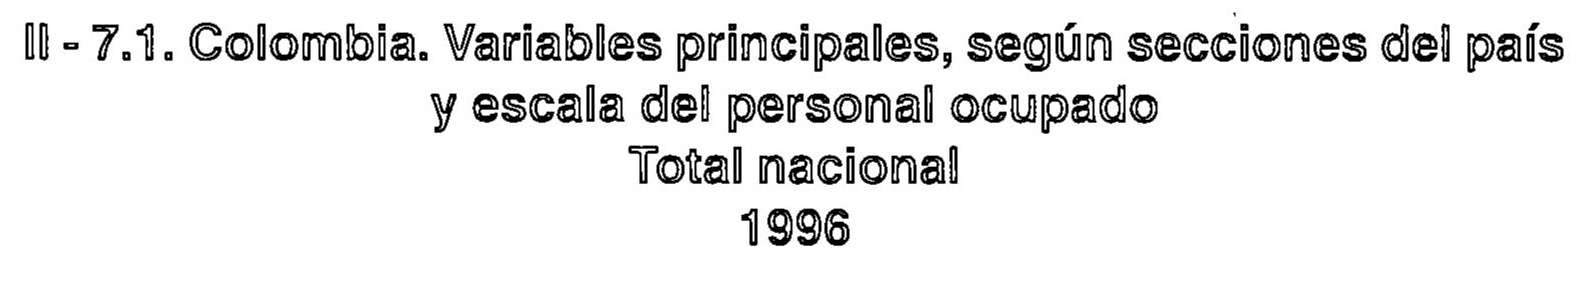 II - 7.1. Colombia. Variables principales, según secciones del país
y escala del personal ocupado
Total nacional
1996